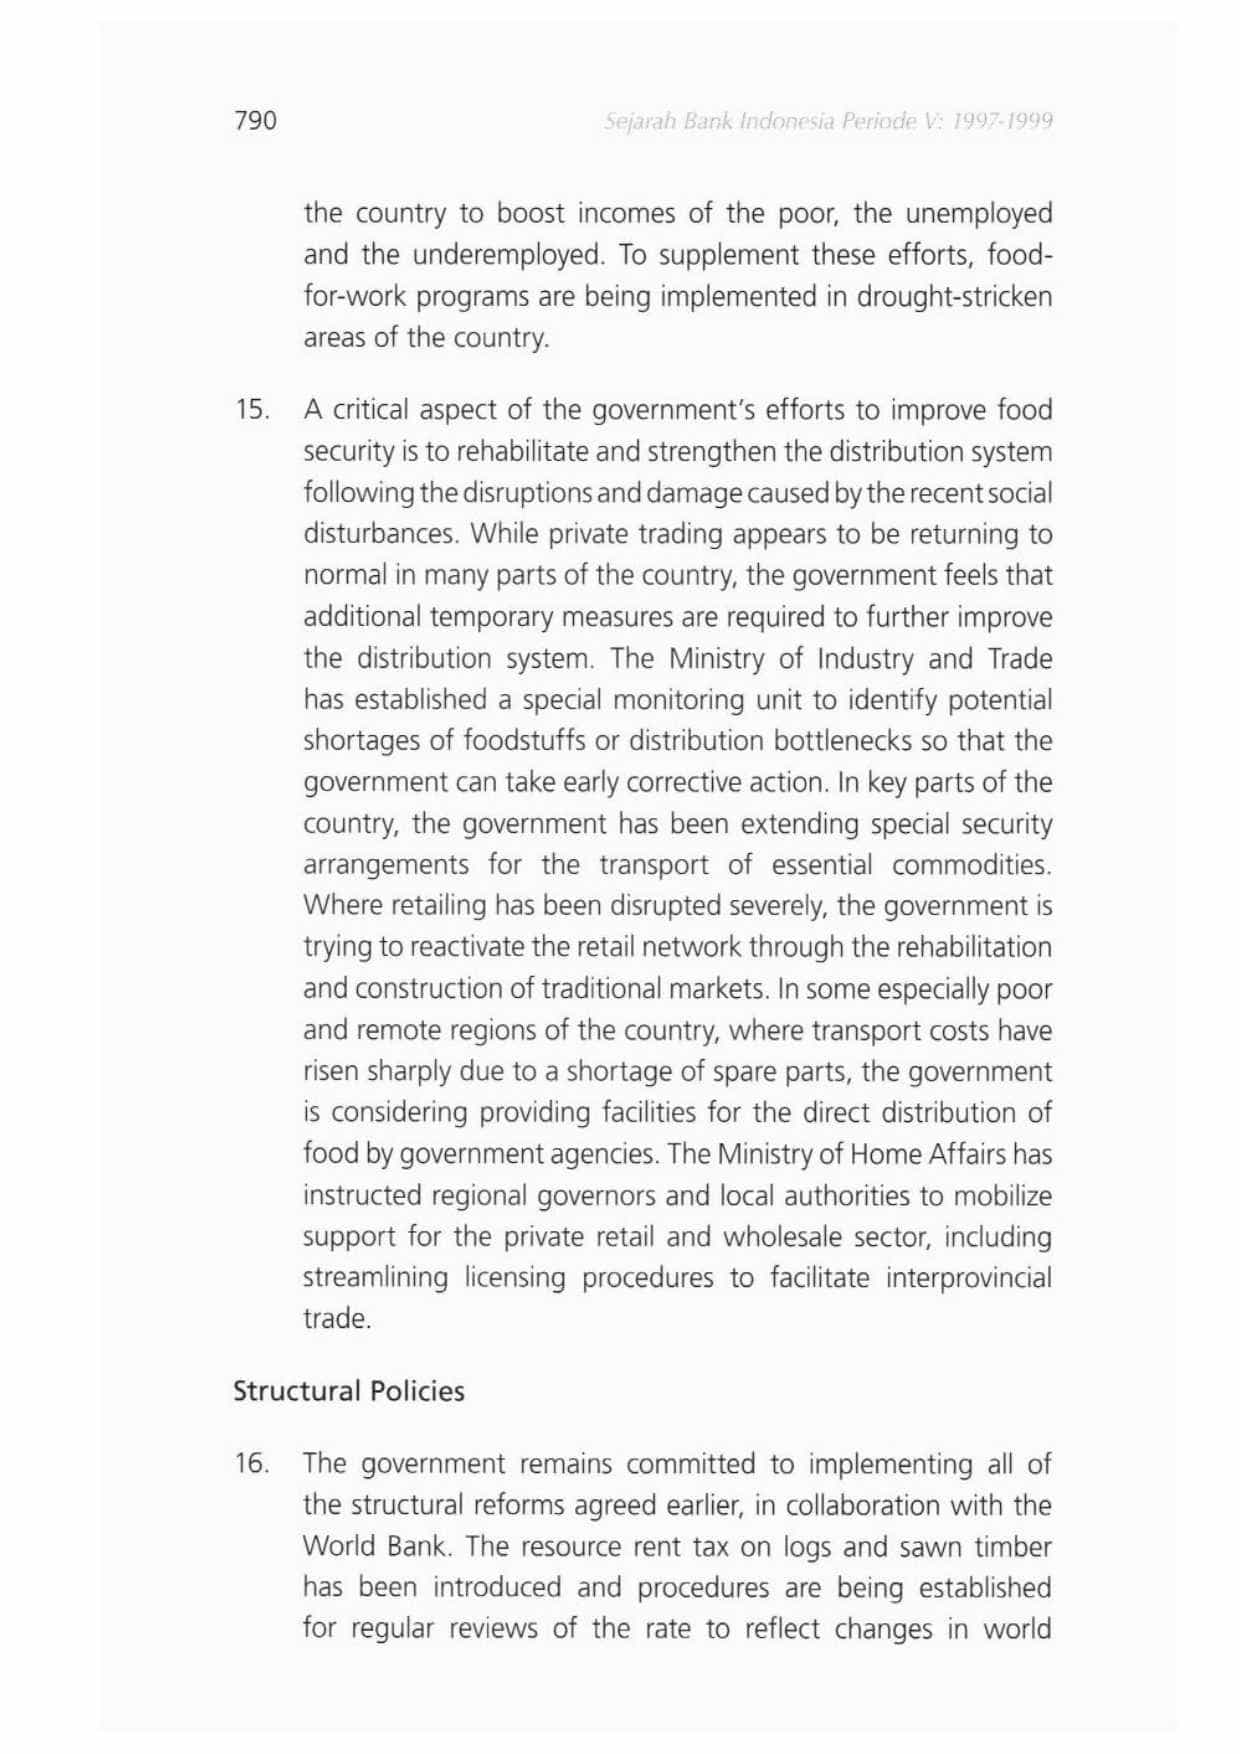 790
Sejarah Bank Indonesia Periode V: 1997-1999
the country to boost incomes of the poor, the unemployed
and the underemployed. To supplement these efforts, food-
for-work programs are being implemented in drought-stricken
areas of the country.
15. A critical aspect of the government's efforts to improve food
security is to rehabilitate and strengthen the distribution system
following the disruptions and damage caused by the recent social
disturbances. While private trading appears to be returning to
normal in many parts of the country, the government feels that
additional temporary measures are required to further improve
the distribution system. The Ministry of Industry and Trade
has established a special monitoring unit to identify potential
shortages of foodstuffs or distribution bottlenecks so that the
government can take early corrective action. In key parts of the
country, the government has been extending special security
arrangements for the transport of essential commodities.
Where retailing has been disrupted severely, the government is
trying to reactivate the retail network through the rehabilitation
and construction of traditional markets. In some especially poor
and remote regions of the country, where transport costs have
risen sharply due to a shortage of spare parts, the government
is considering providing facilities for the direct distribution of
food by government agencies. The Ministry of Home Affairs has
instructed regional governors and local authorities to mobilize
support for the private retail and wholesale sector, including
streamlining licensing procedures to facilitate interprovincial
trade.
Structural Policies
16. The government remains committed to implementing all of
the structural reforms agreed earlier, in collaboration with the
World Bank. The resource rent tax on logs and sawn timber
has been introduced and procedures are being established
for regular reviews of the rate to reflect changes in world